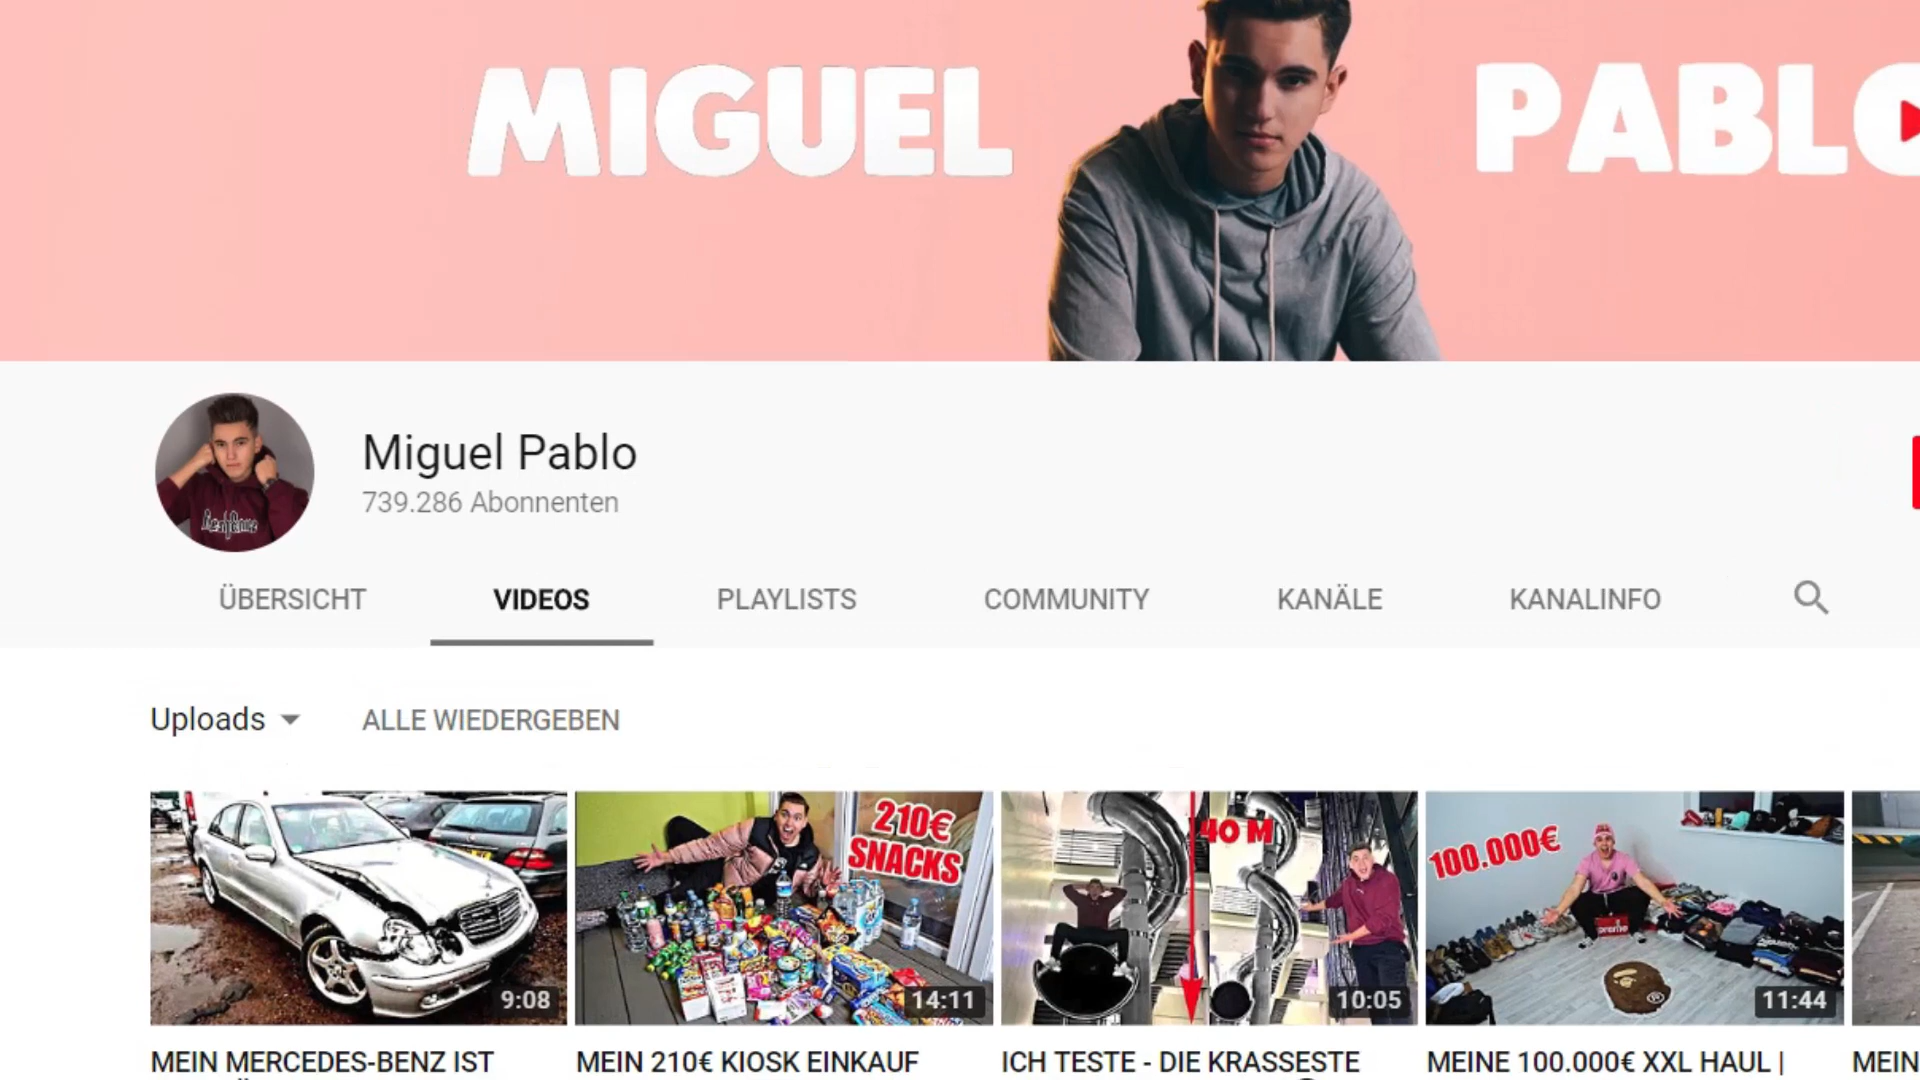 MIGUEL PABLO
Miguel Pablo
739.286 Abonnenten
ÜBERSICHT VIDEOS PLAYLISTS COMMUNITY KANÄLE KANALINFO
Uploads ALLE WIEDERGEBEN
9:08
210€
SNACKS
14:11
40 M
10:05
100.000€
Supreme
11:44
MEIN MERCEDES-BENZ IST
MEIN 210€ KIOSK EINKAUF
ICH TESTE - DIE KRASSESTE
MEINE 100.000€ XXL HAUL |
MEIN